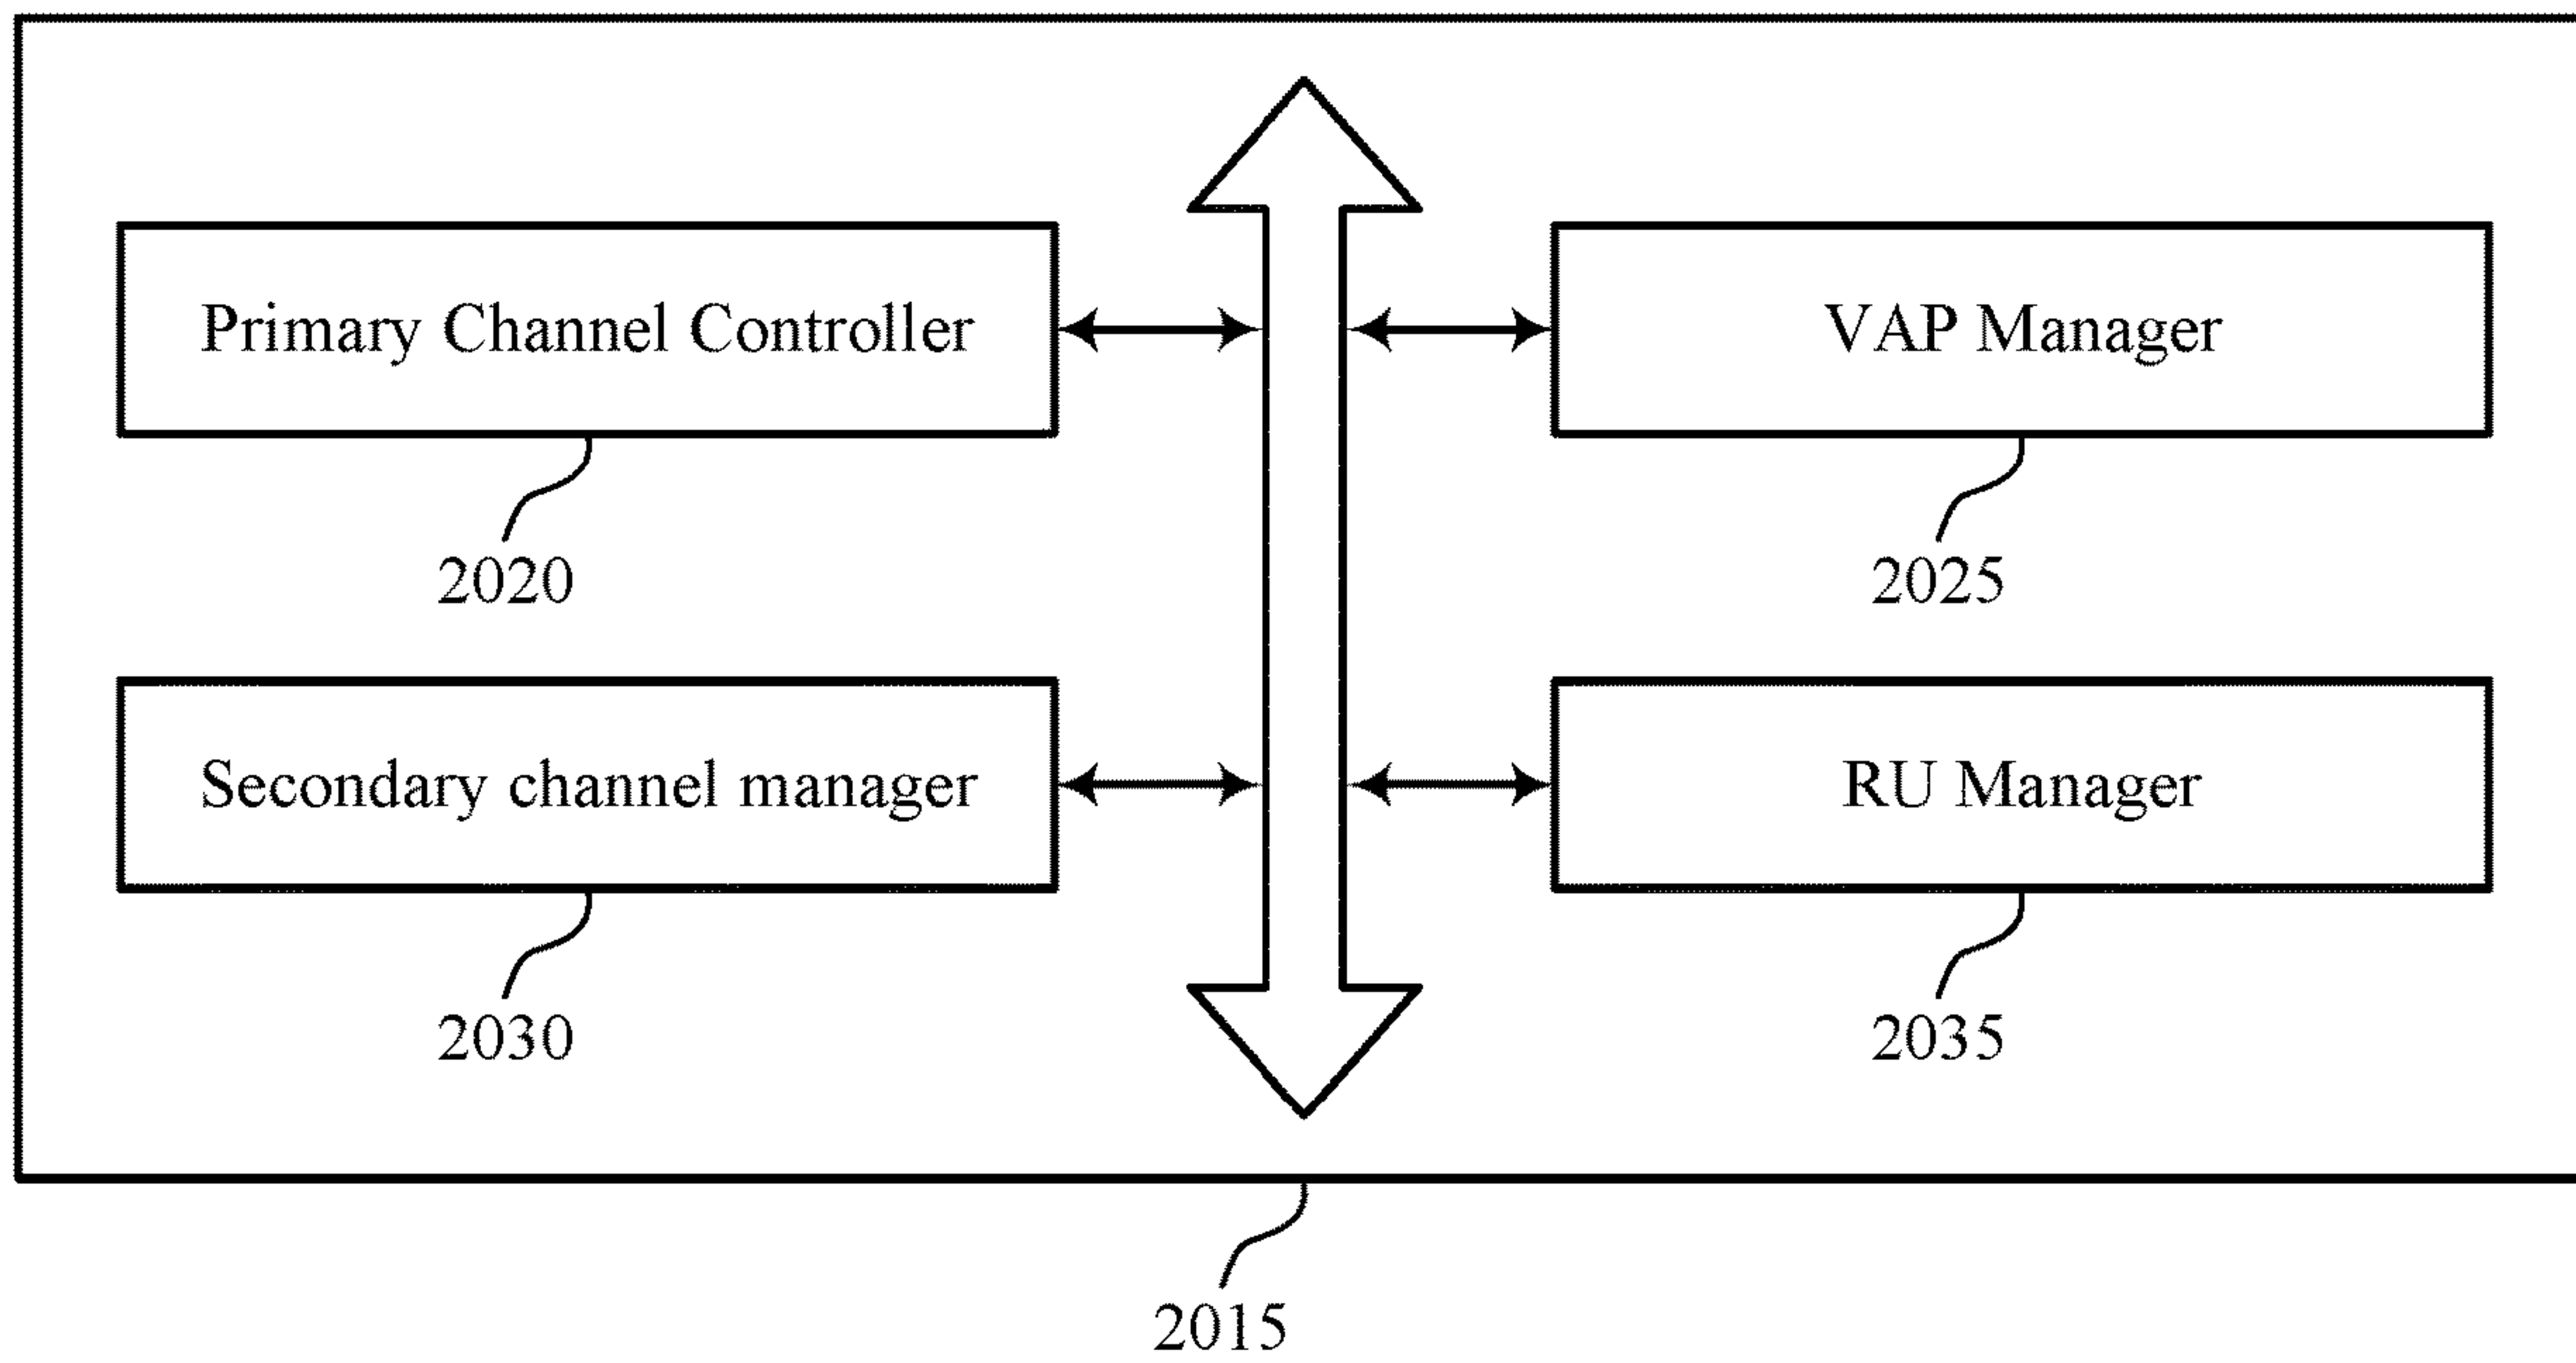 Primary Channel Controller
VAP Manager
2020
2025
Secondary channel manager
RU Manager
2030
2035
2015